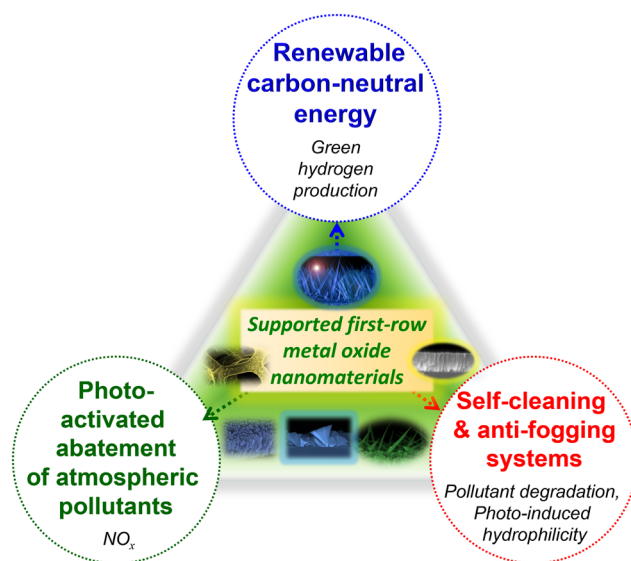 Renewable
carbon-neutral
energy
Green
hydrogen
production
Supported first-row
metal oxide
nanomaterials
Photo-
activated
abatement
of atmospheric
pollutants
NOx
Self-cleaning
& anti-fogging
systems
Pollutant degradation,
Photo-induced
hydrophilicity